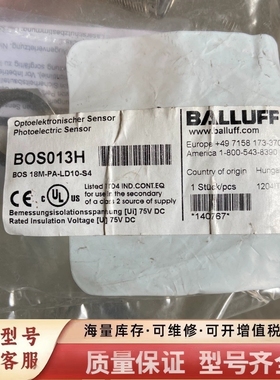 Optoelektronischer Sensor
Photoelectric Sensor
BALLUFF
www.balluff.com
Europe +49 7158 173-370
America 1-800-543-8390
BOS013H
BOS 18M-PA-LD10-S4
Country of origin
1 Stück/pcs
CE
UL
Listed 1T04 IND.CONT.EQ
for use in the secondary
of a class 2 source of supply
*140767*
Bemessungsisolationsspannung [Ui] 75V DC
Rated Insulation Voltage [Ui] 75V DC
型号
客服
海量库存·可维修·可开增值税
质量保证 型号齐